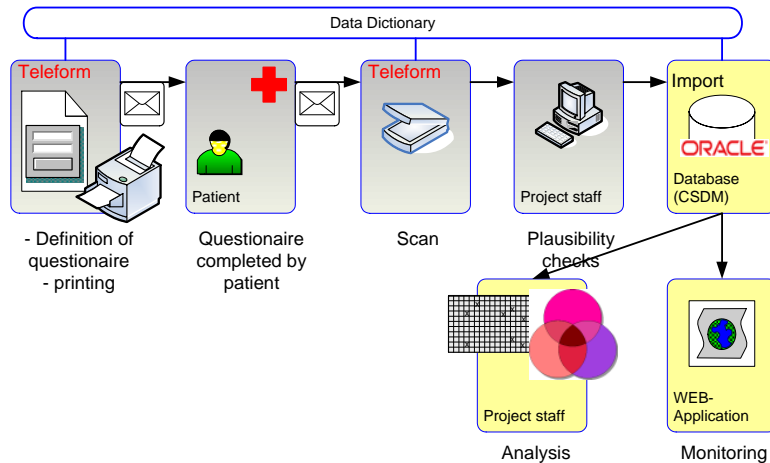 Data Dictionary
Teleform
- Definition of
questionaire
- printing
Patient
Questionaire
completed by
patient
Teleform
Scan
Project staff
Plausibility
checks
Import
ORACLE
Database
(CSDM)
Project staff
Analysis
WEB-
Application
Monitoring